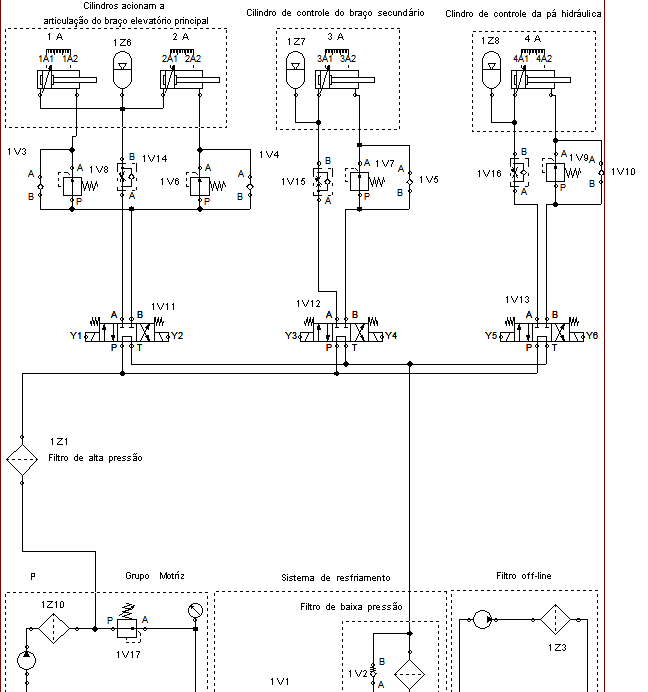 Cilindros acionam a
articulação do braço elevatório principal
Cilindro de controle do braço secundário
Clindro de controle da pá hidráulica
1 A
1Z6
2 A
1Z7
3 A
1Z8
4 A
1A1 1A2
2A1 2A2
3A1 3A2
4A1 4A2
1V3
A
B
A
1V8
P
B
1V14
A
A
1V6
P
1V4
A
B
B
1V15
A
A
1V7
P
A
1V5
B
B
1V16
A
A
1V9
P
A
1V10
B
A B
1V11
Y1
Y2
P T
1V12
A B
Y3
Y4
P T
1V13
A B
Y5
Y6
P T
1Z1
Filtro de alta pressão
P
Grupo Motriz
Sistema de resfriamento
Filtro off-line
1Z10
P A
1V17
Filtro de baixa pressão
1V1
B
1V2
A
1Z3